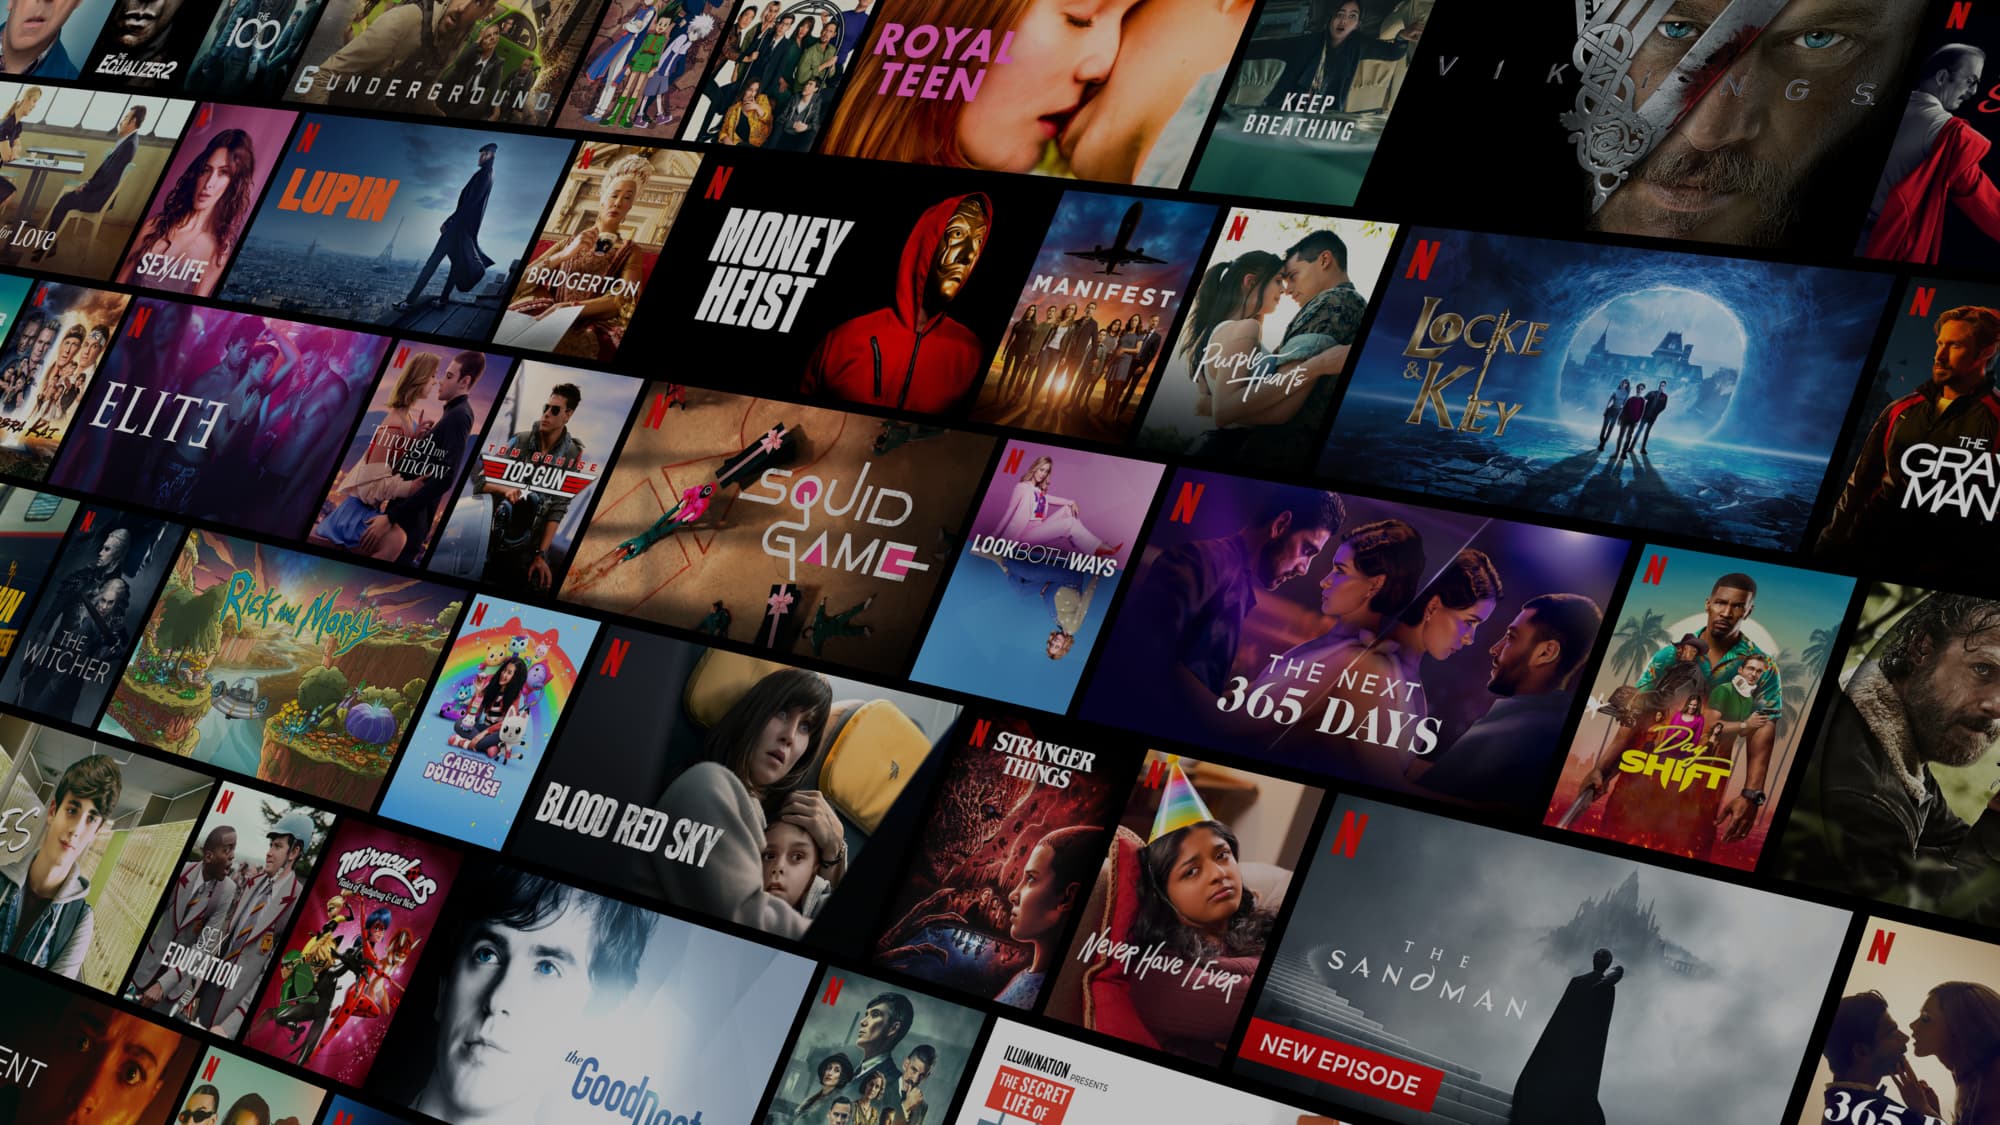 THE
EQUALIZER 2
THE
100
6 UNDERGROUND
ROYAL
TEEN
KEEP
BREATHING
VIKINGS
N
for Love
SEX/LIFE
N
LUPIN
N
BRIDGERTON
N
MONEY
HEIST
MANIFEST
N
Purple
Hearts
N
LOCKE
& KEY
N
THE
GRAY
MAN
N
BRA KAI
N
ELITE
N
Through my
Window
TOM CRUISE
TOP GUN
N
SQUID
GAME
N
LOOK BOTH WAYS
N
THE NEXT
365 DAYS
N
Day
SHIFT
N
THE
WITCHER
Rick and Morty
N
GABBY'S
DOLLHOUSE
N
BLOOD RED SKY
N
STRANGER
THINGS
N
NEVER HAVE I EVER
N
THE
SANDMAN
NEW EPISODE
ES
N
SEX
EDUCATION
Miraculous
Tales of Ladybug & Cat Noir
the
Good Doct
N
ILLUMINATION
PRESENTS
THE SECRET
LIFE OF
N
365 D
ENT
N
N